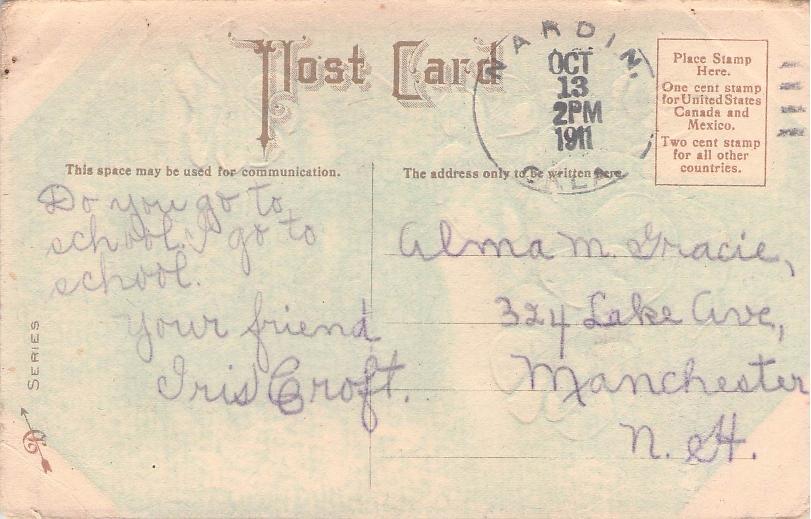 Post Card
NARDIN.
OCT
13
2PM
1911
OKLA.
Place Stamp
Here.
One cent stamp
for United States
Canada and
Mexico.
Two cent stamp
for all other
countries.
This space may be used for communication.
The address only to be written here.
Do you go to
school. I go to
school.
Your friend
Iris Croft.
Alma M. Gracie,
324 Lake Ave,
Manchester
N. H.
SERIES